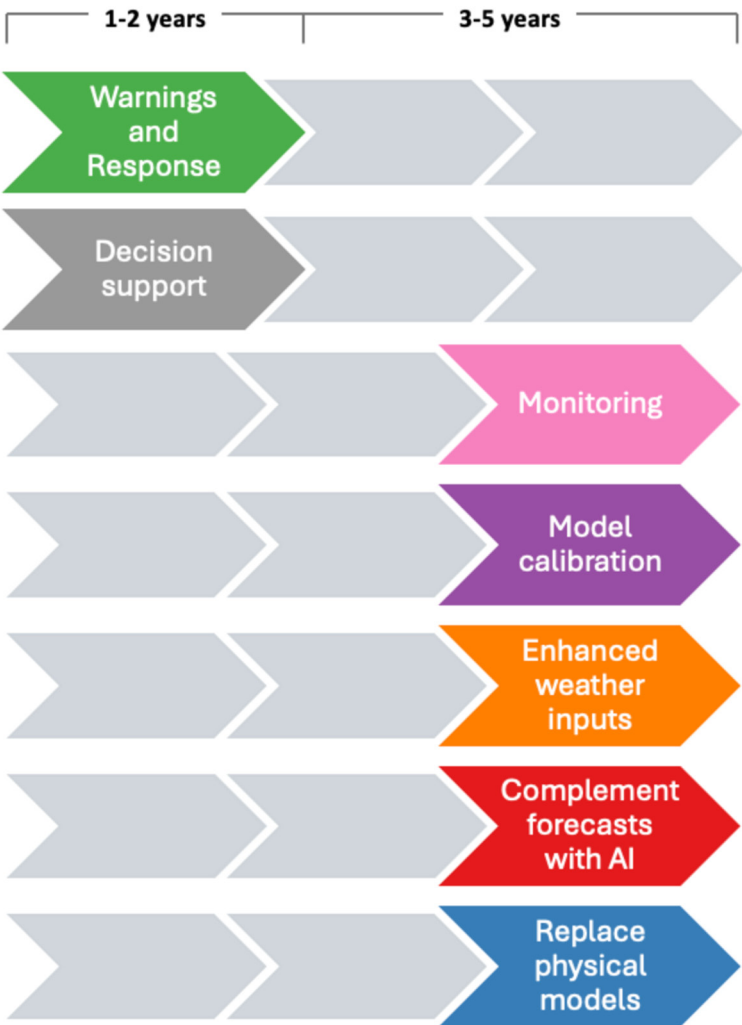 1-2 years
3-5 years
Warnings
and
Response
Decision
support
Monitoring
Model
calibration
Enhanced
weather
inputs
Complement
forecasts
with AI
Replace
physical
models